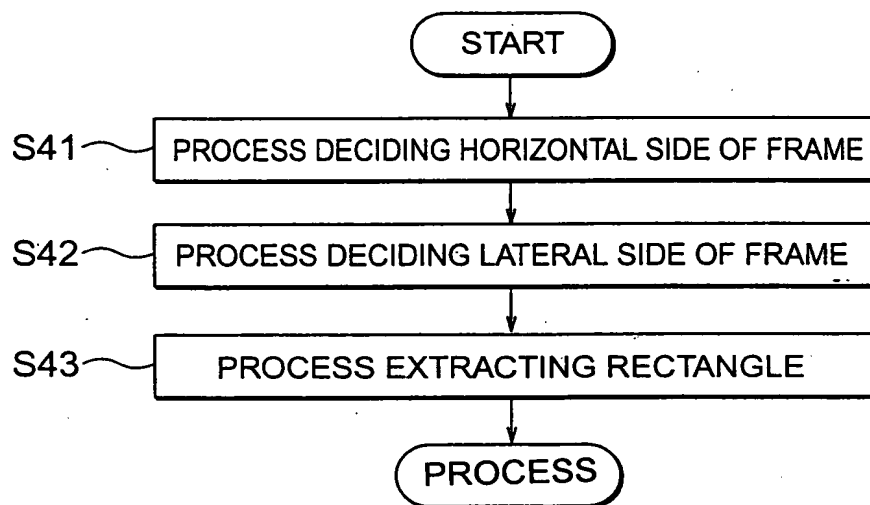 START
S41 PROCESS DECIDING HORIZONTAL SIDE OF FRAME
S42 PROCESS DECIDING LATERAL SIDE OF FRAME
S43 PROCESS EXTRACTING RECTANGLE
PROCESS